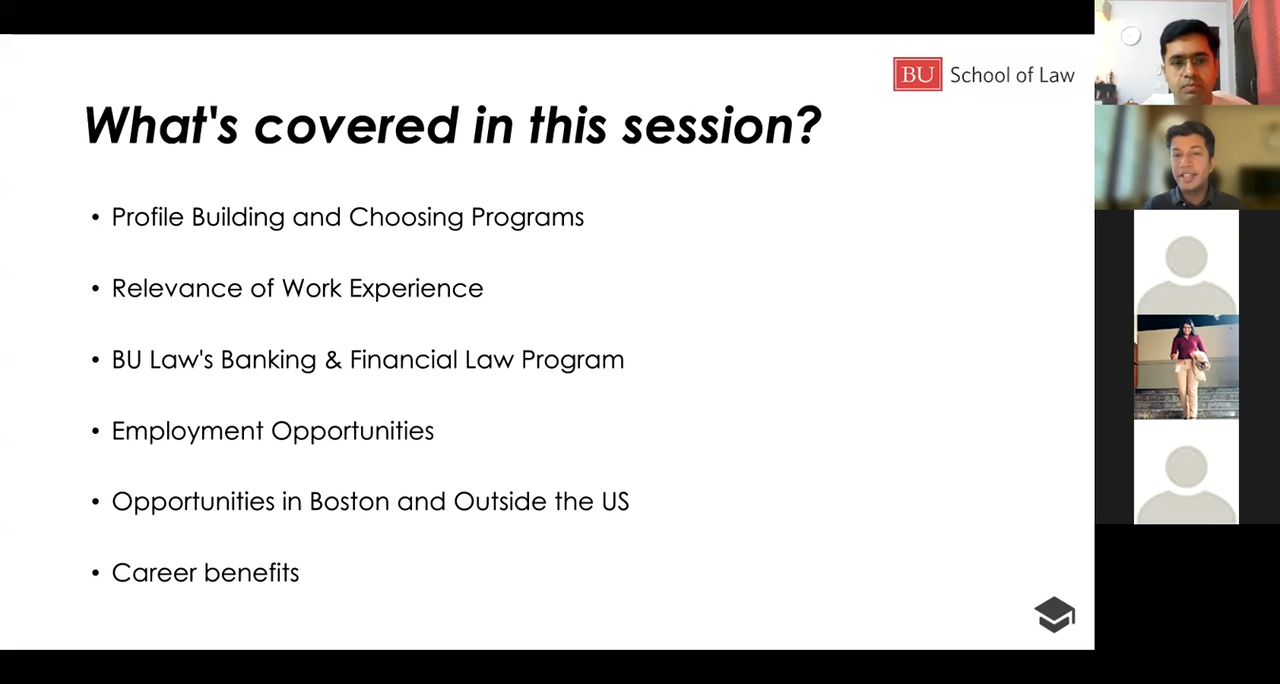 BU School of Law
What's covered in this session?
• Profile Building and Choosing Programs
• Relevance of Work Experience
• BU Law's Banking & Financial Law Program
• Employment Opportunities
• Opportunities in Boston and Outside the US
• Career benefits